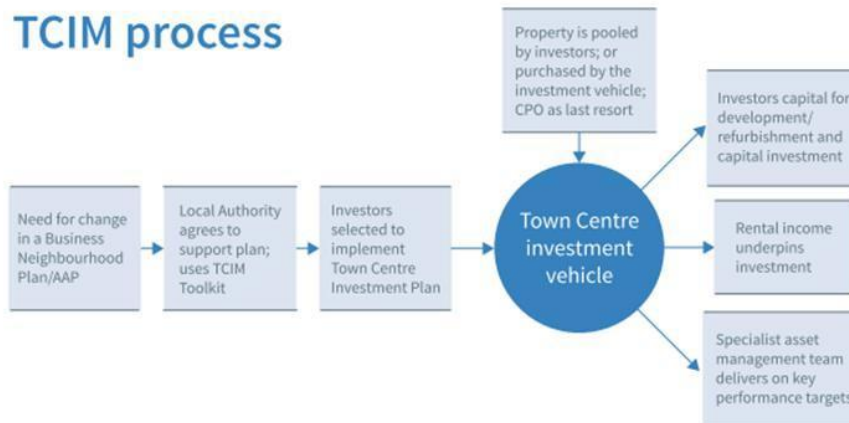 TCIM process
Property is pooled
by investors; or
purchased by the
investment vehicle;
CPO as last resort
Need for change
in a Business
Neighbourhood
Plan/AAP
Local Authority
agrees to
support plan;
uses TCIM
Toolkit
Investors
selected to
implement
Town Centre
Investment Plan
Town Centre
investment
vehicle
Investors capital for
development/
refurbishment and
capital investment
Rental income
underpins
investment
Specialist asset
management team
delivers on key
performance targets